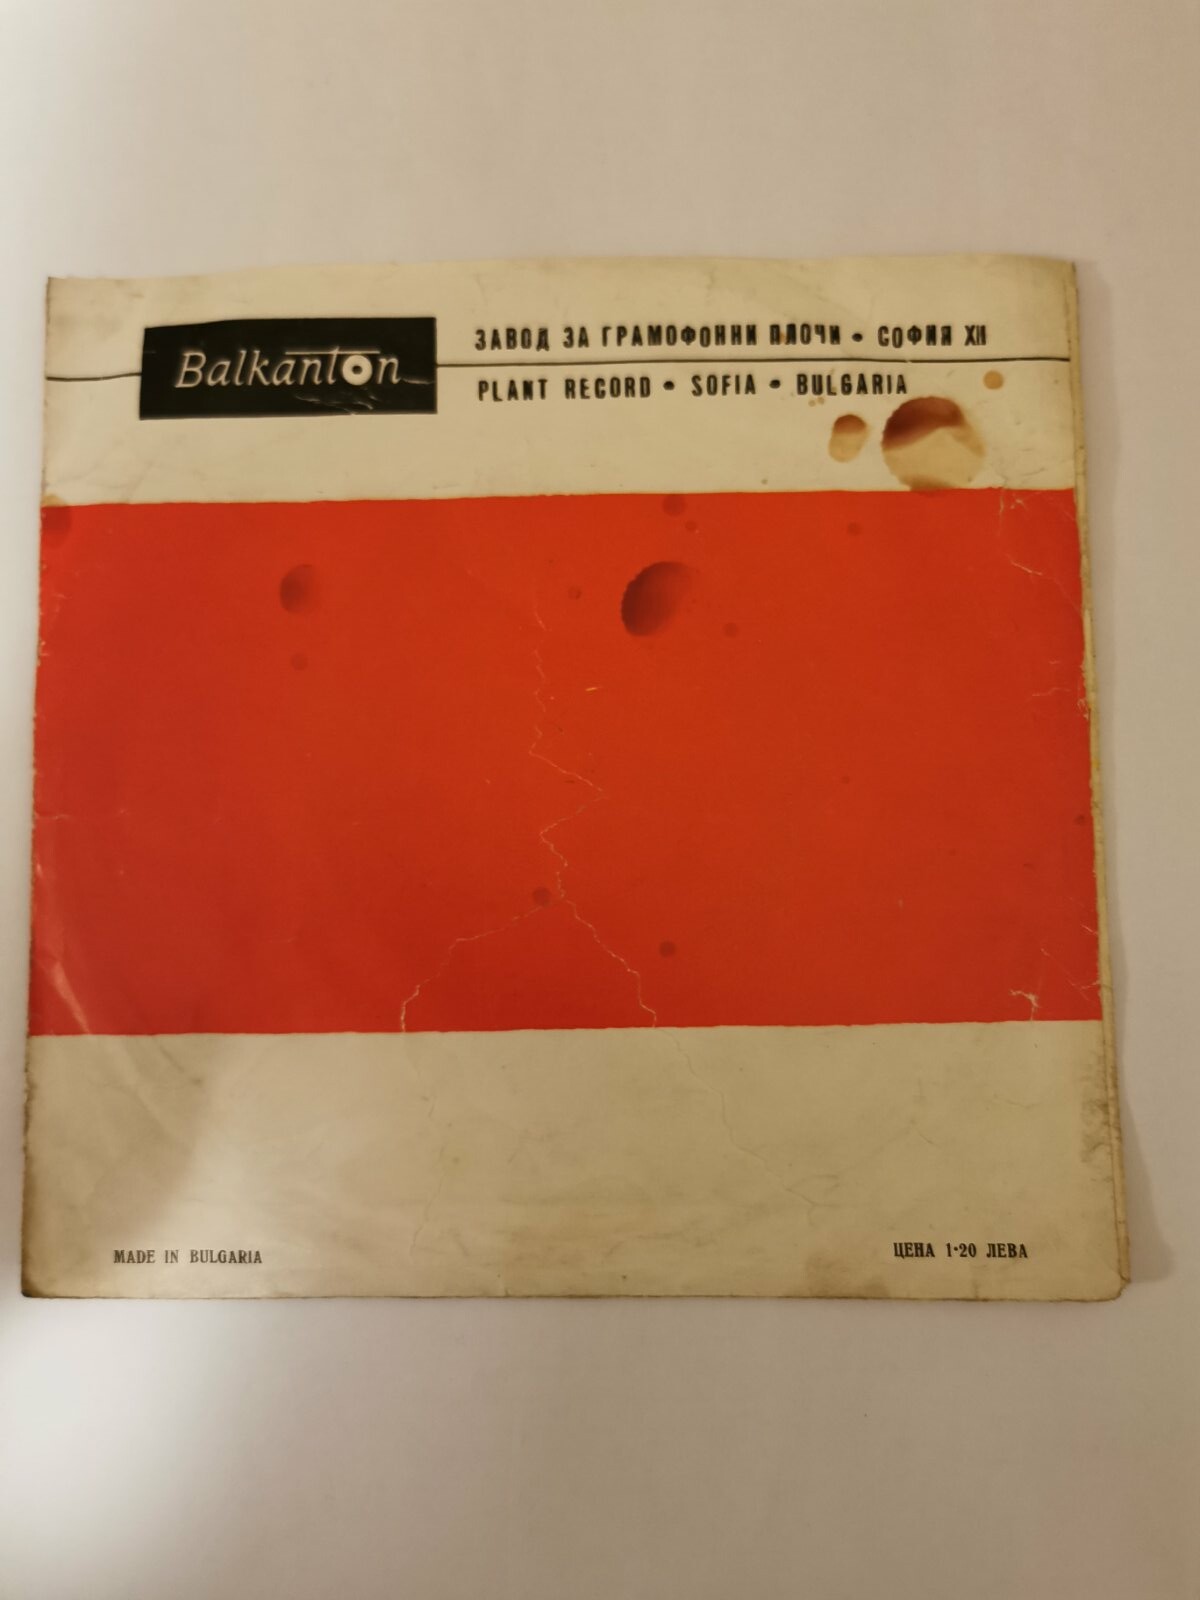 Balkanton
ЗАВОД ЗА ГРАМОФОННИ ПЛОЧИ • СОФИЯ XII
PLANT RECORD • SOFIA • BULGARIA
MADE IN BULGARIA
ЦЕНА 1·20 ЛЕВА